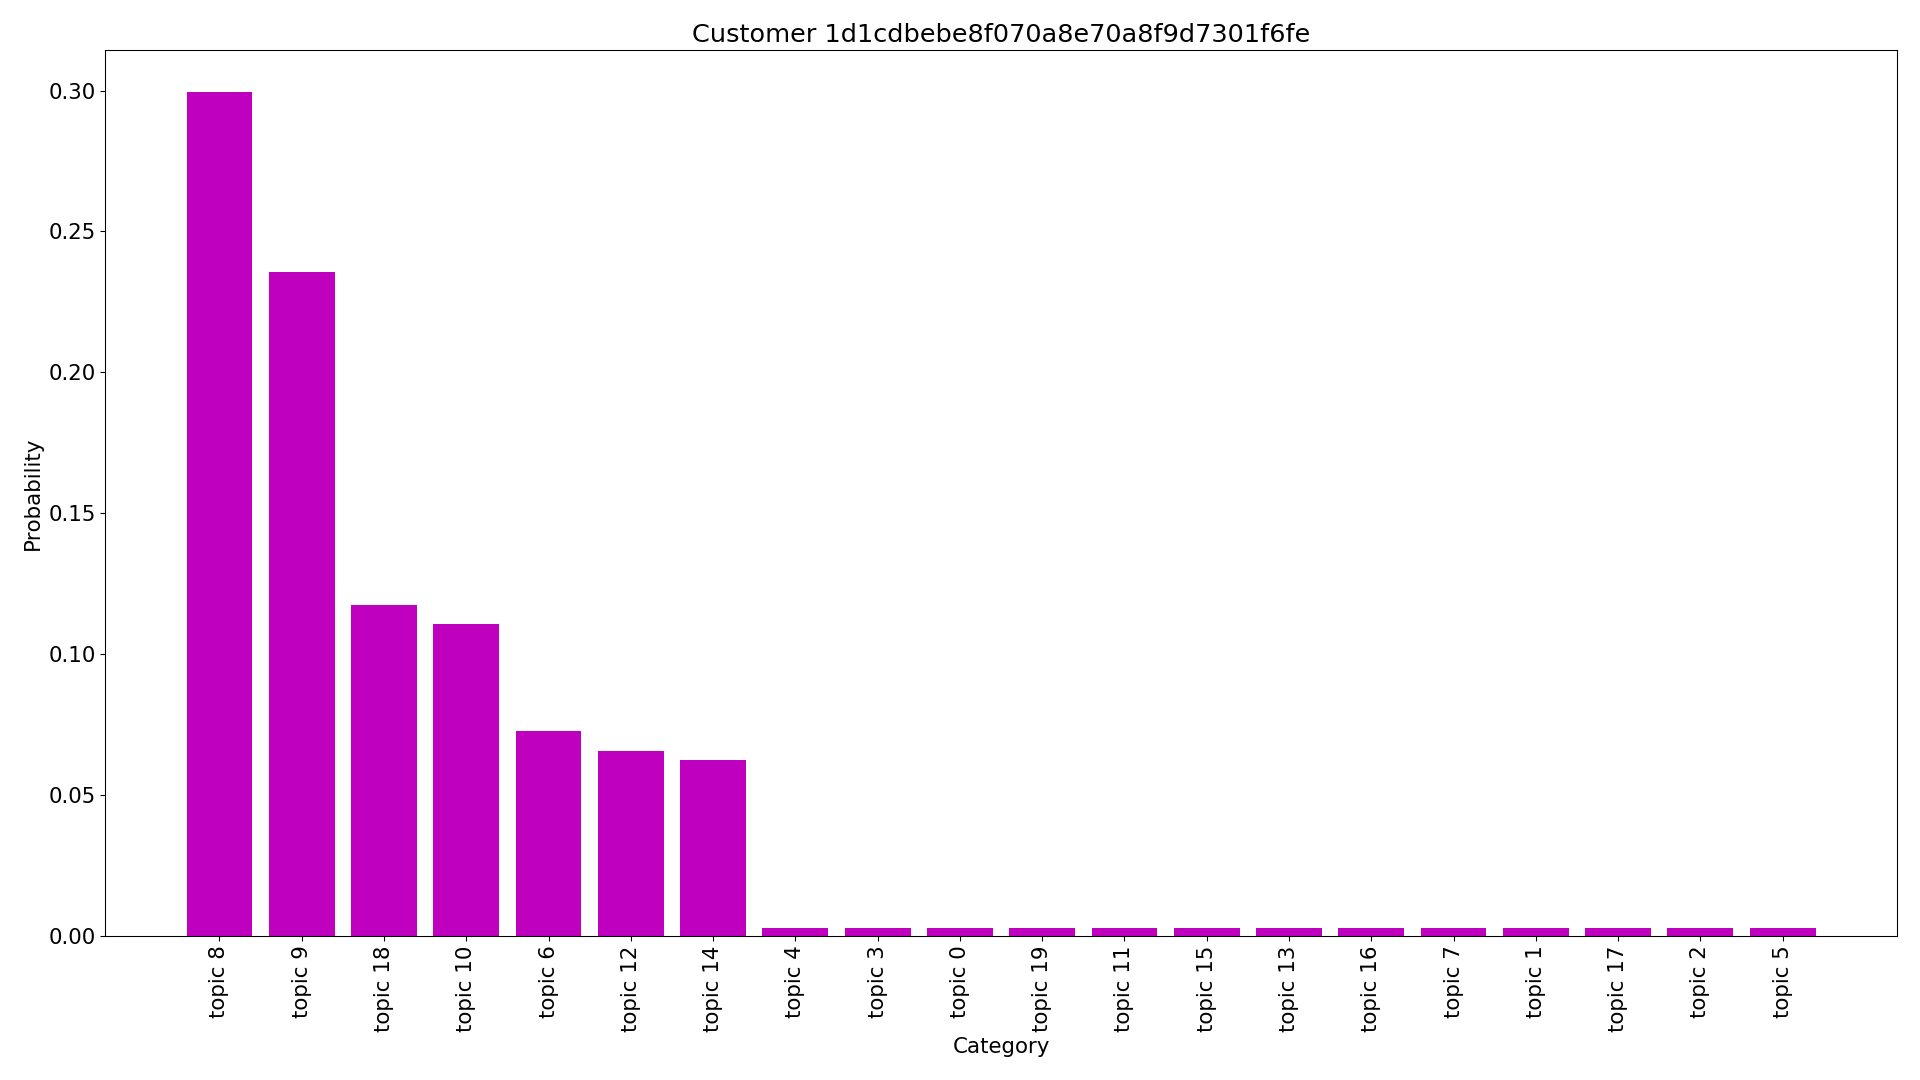 Customer 1d1cdbebe8f070a8e70a8f9d7301f6fe
0.30
0.25
0.20
0.15
0.10
0.05
0.00
Probability
topic 8
topic 9
topic 18
topic 10
topic 6
topic 12
topic 14
topic 4
topic 3
topic 0
topic 19
topic 11
topic 15
topic 13
topic 16
topic 7
topic 1
topic 17
topic 2
topic 5
Category